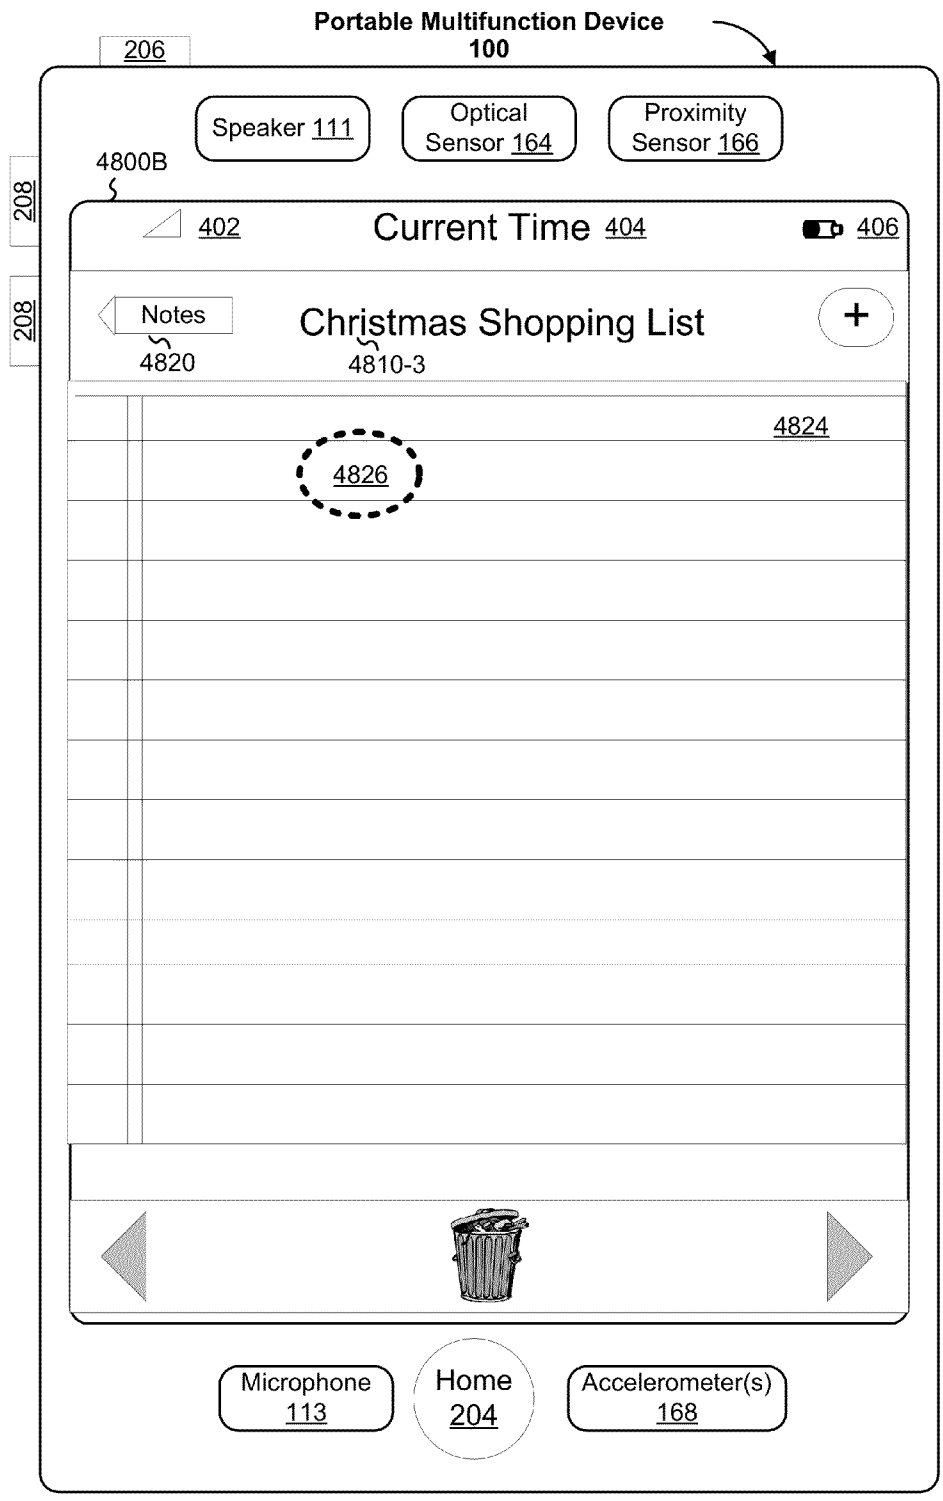 Portable Multifunction Device
100
206
Speaker 111
Optical
Sensor 164
Proximity
Sensor 166
4800B
208
208
402
Current Time 404
406
Notes
Christmas Shopping List
+
4820
4810-3
4824
4826
Microphone
113
Home
204
Accelerometer(s)
168